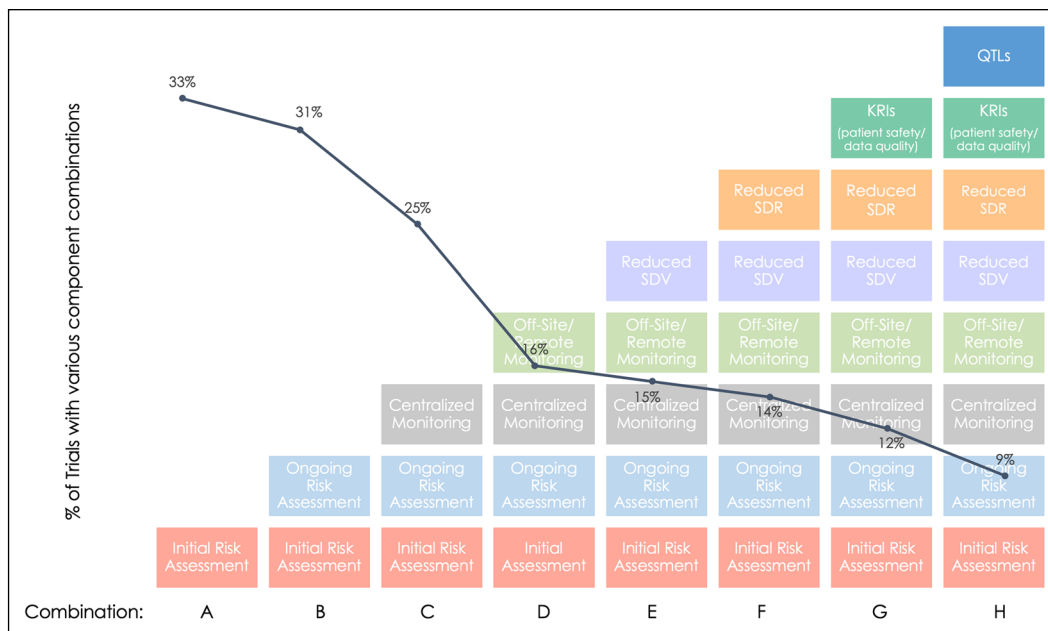 % of Trials with various component combinations
33%
31%
25%
16%
15%
14%
12%
9%
QTLs
KRIs
(patient safety/
data quality)
KRIs
(patient safety/
data quality)
Reduced
SDR
Reduced
SDR
Reduced
SDR
Reduced
SDV
Reduced
SDV
Reduced
SDV
Reduced
SDV
Off-Site/
Remote
Monitoring
Off-Site/
Remote
Monitoring
Off-Site/
Remote
Monitoring
Off-Site/
Remote
Monitoring
Off-Site/
Remote
Monitoring
Centralized
Monitoring
Centralized
Monitoring
Centralized
Monitoring
Centralized
Monitoring
Centralized
Monitoring
Centralized
Monitoring
Ongoing
Risk
Assessment
Ongoing
Risk
Assessment
Ongoing
Risk
Assessment
Ongoing
Risk
Assessment
Ongoing
Risk
Assessment
Ongoing
Risk
Assessment
Ongoing
Risk
Assessment
Initial Risk
Assessment
Initial Risk
Assessment
Initial Risk
Assessment
Initial
Assessment
Initial Risk
Assessment
Initial Risk
Assessment
Initial Risk
Assessment
Initial Risk
Assessment
Combination: A B C D E F G H